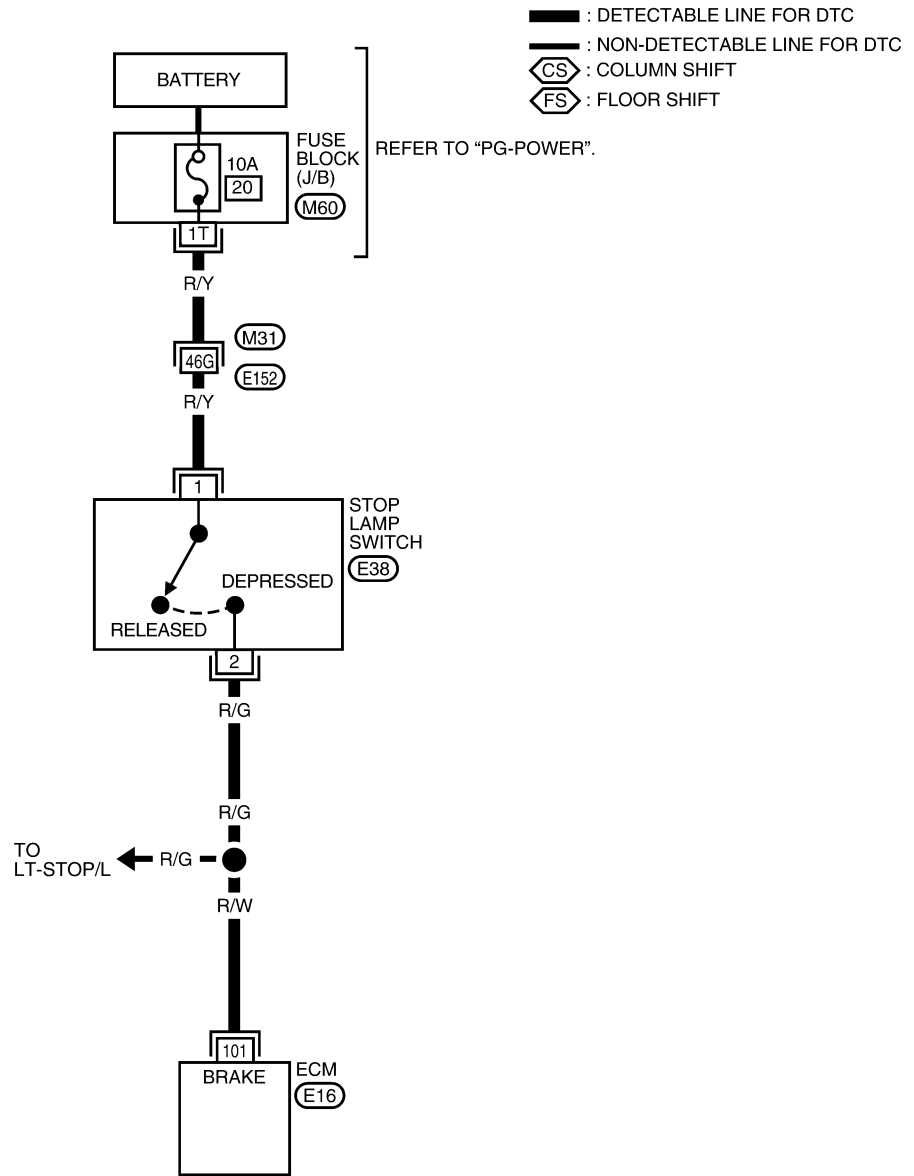 : DETECTABLE LINE FOR DTC
: NON-DETECTABLE LINE FOR DTC
CS : COLUMN SHIFT
FS : FLOOR SHIFT
BATTERY
FUSE
BLOCK
(J/B)
M60
REFER TO “PG-POWER”.
10A
20
1T
R/Y
M31
46G
E152
R/Y
1
STOP
LAMP
SWITCH
E38
DEPRESSED
RELEASED
2
R/G
R/G
TO
LT-STOP/L
R/G
R/W
101
BRAKE
ECM
E16